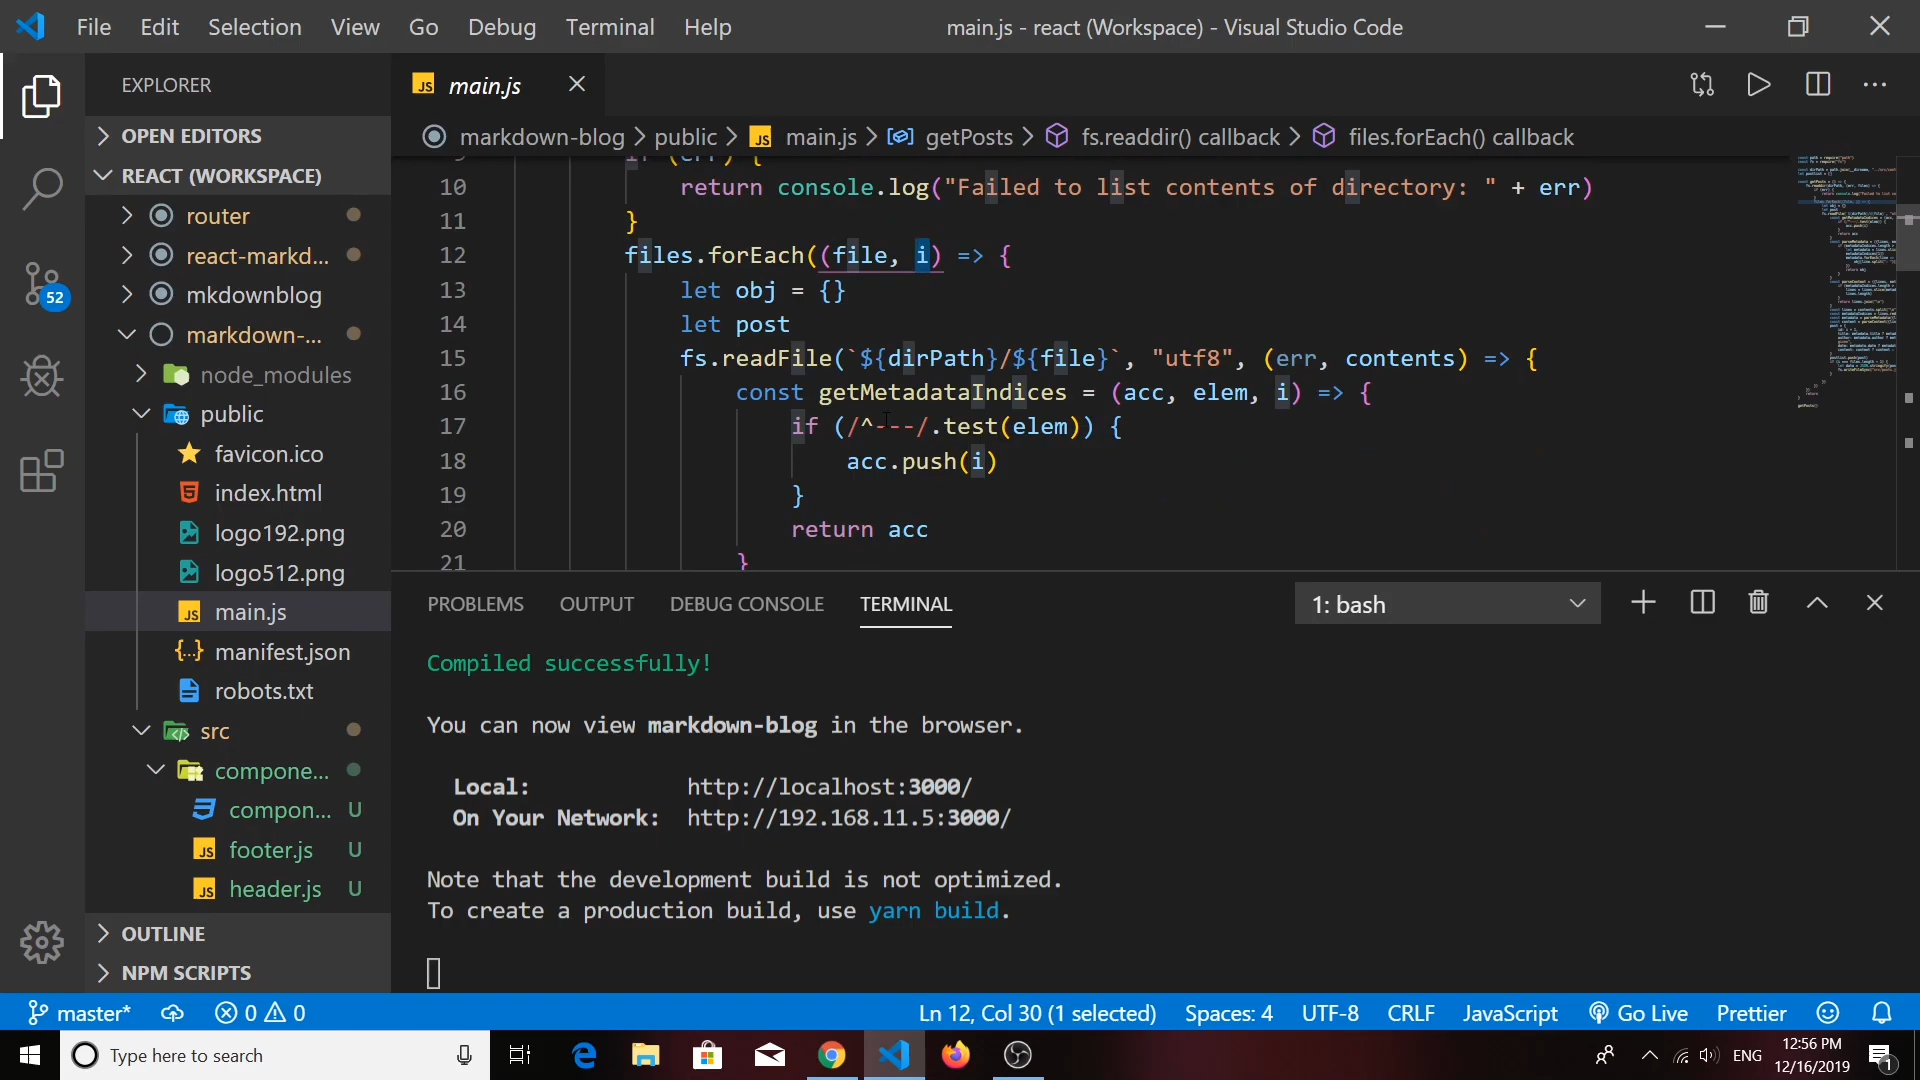 File Edit Selection View Go Debug Terminal Help
main.js - react (Workspace) - Visual Studio Code
EXPLORER
OPEN EDITORS
REACT (WORKSPACE)
router
react-markd...
mkdownblog
markdown-...
node_modules
public
favicon.ico
index.html
logo192.png
logo512.png
main.js
manifest.json
robots.txt
src
compone...
compon... U
footer.js U
header.js U
OUTLINE
NPM SCRIPTS
52
JS main.js
markdown-blog > public > JS main.js > getPosts > fs.readdir() callback > files.forEach() callback
10 return console.log("Failed to list contents of directory: " + err)
11 }
12 files.forEach((file, i) => {
13 let obj = {}
14 let post
15 fs.readFile(`${dirPath}/${file}`, "utf8", (err, contents) => {
16 const getMetadataIndices = (acc, elem, i) => {
17 if (/^---/.test(elem)) {
18 acc.push(i)
19 }
20 return acc
21 }
PROBLEMS OUTPUT DEBUG CONSOLE TERMINAL
1: bash
Compiled successfully!
You can now view markdown-blog in the browser.
Local: http://localhost:3000/
On Your Network: http://192.168.11.5:3000/
Note that the development build is not optimized.
To create a production build, use yarn build.
master* 0 0
Ln 12, Col 30 (1 selected) Spaces: 4 UTF-8 CRLF JavaScript Go Live Prettier
Type here to search
ENG
12:56 PM
12/16/2019
1